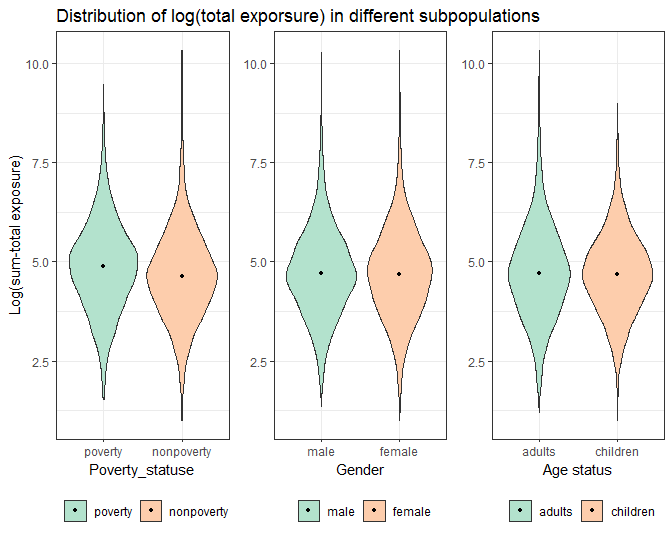 Distribution of log(total exporsure) in different subpopulations
Log(sum-total exposure)
10.0
7.5
5.0
2.5
poverty nonpoverty
Poverty_statuse
poverty nonpoverty
10.0
7.5
5.0
2.5
male female
Gender
male female
10.0
7.5
5.0
2.5
adults children
Age status
adults children